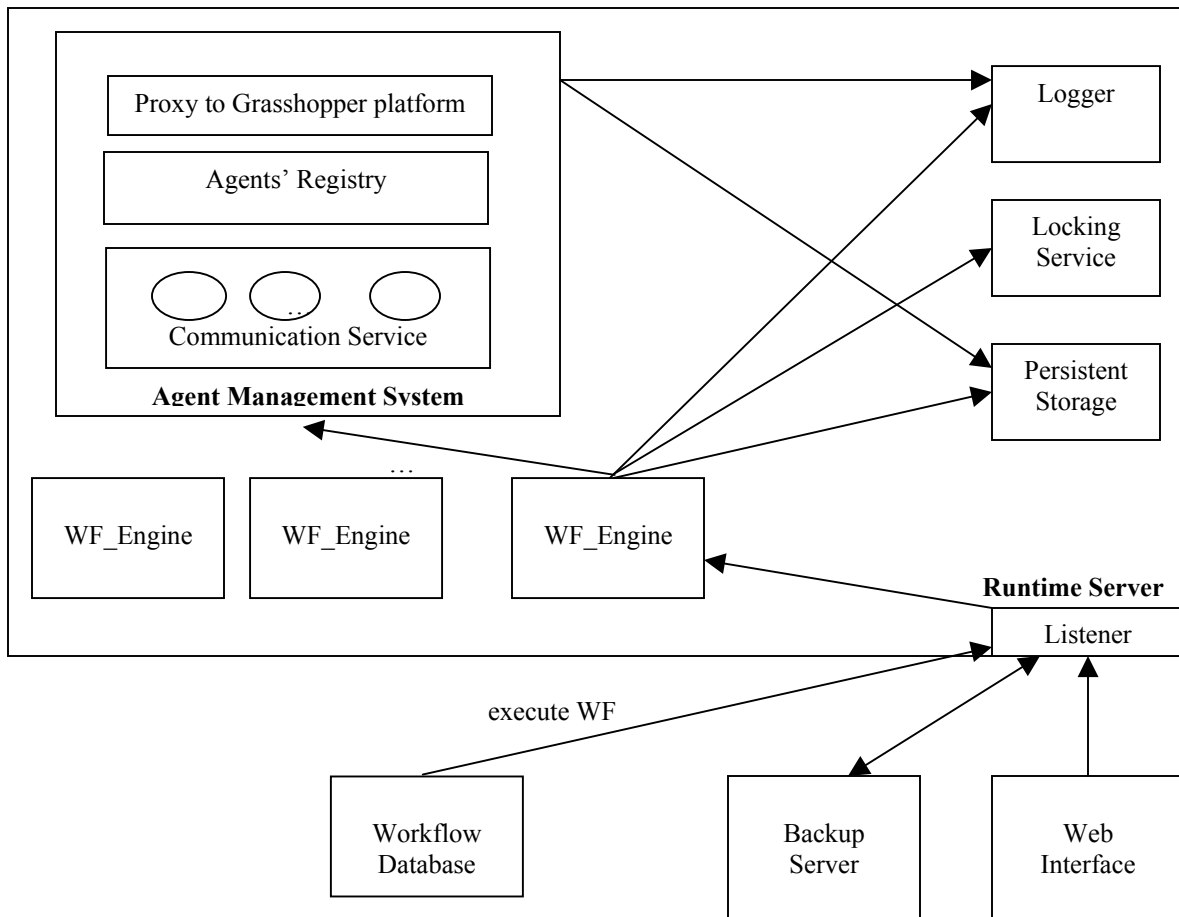 Proxy to Grasshopper platform
Agents' Registry
…
Communication Service
Agent Management System
Logger
Locking
Service
Persistent
Storage
…
WF_Engine
WF_Engine
WF_Engine
Runtime Server
Listener
execute WF
Workflow
Database
Backup
Server
Web
Interface